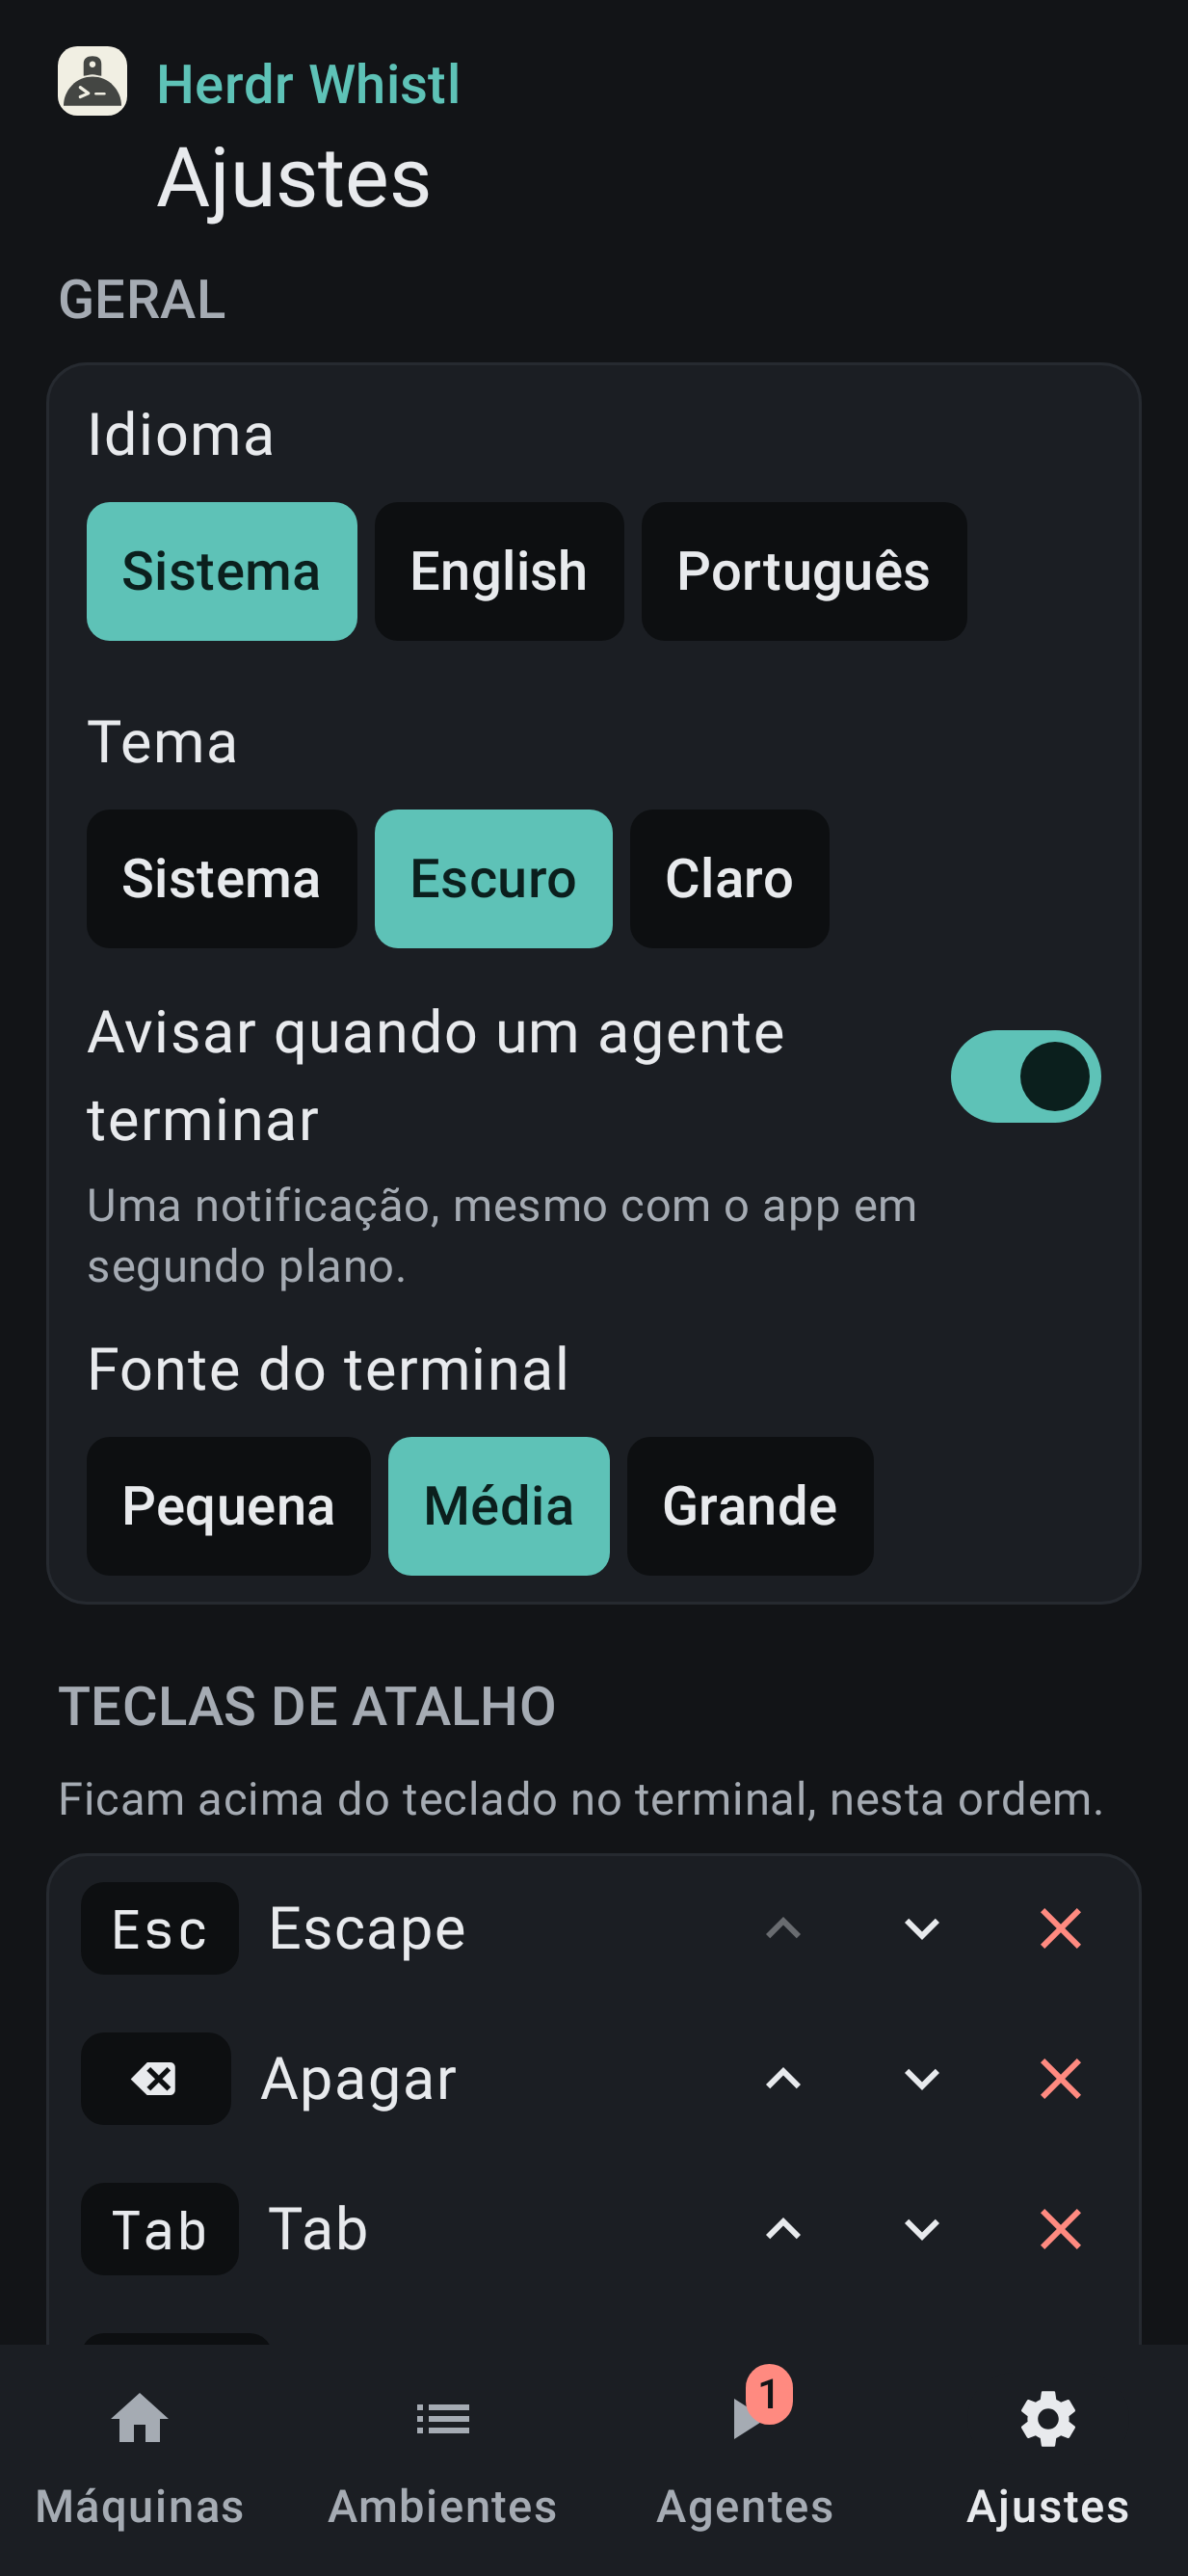 Herdr Whistl
Ajustes
GERAL
Idioma
Sistema English Português
Tema
Sistema Escuro Claro
Avisar quando um agente
terminar
Uma notificação, mesmo com o app em
segundo plano.
Fonte do terminal
Pequena Média Grande
TECLAS DE ATALHO
Ficam acima do teclado no terminal, nesta ordem.
Esc Escape
Apagar
Tab Tab
1
Máquinas Ambientes Agentes Ajustes